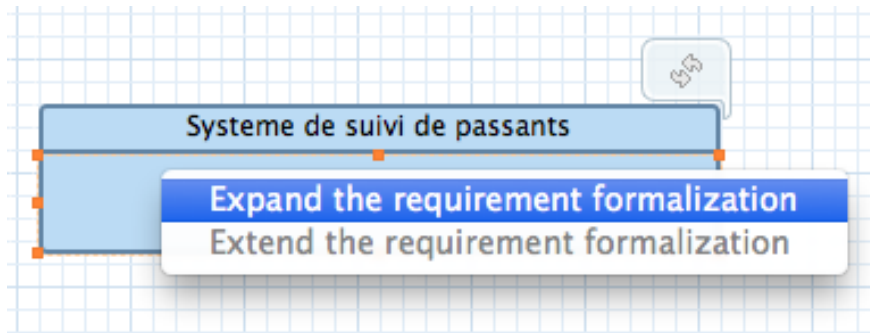 Systeme de suivi de passants
Expand the requirement formalization
Extend the requirement formalization